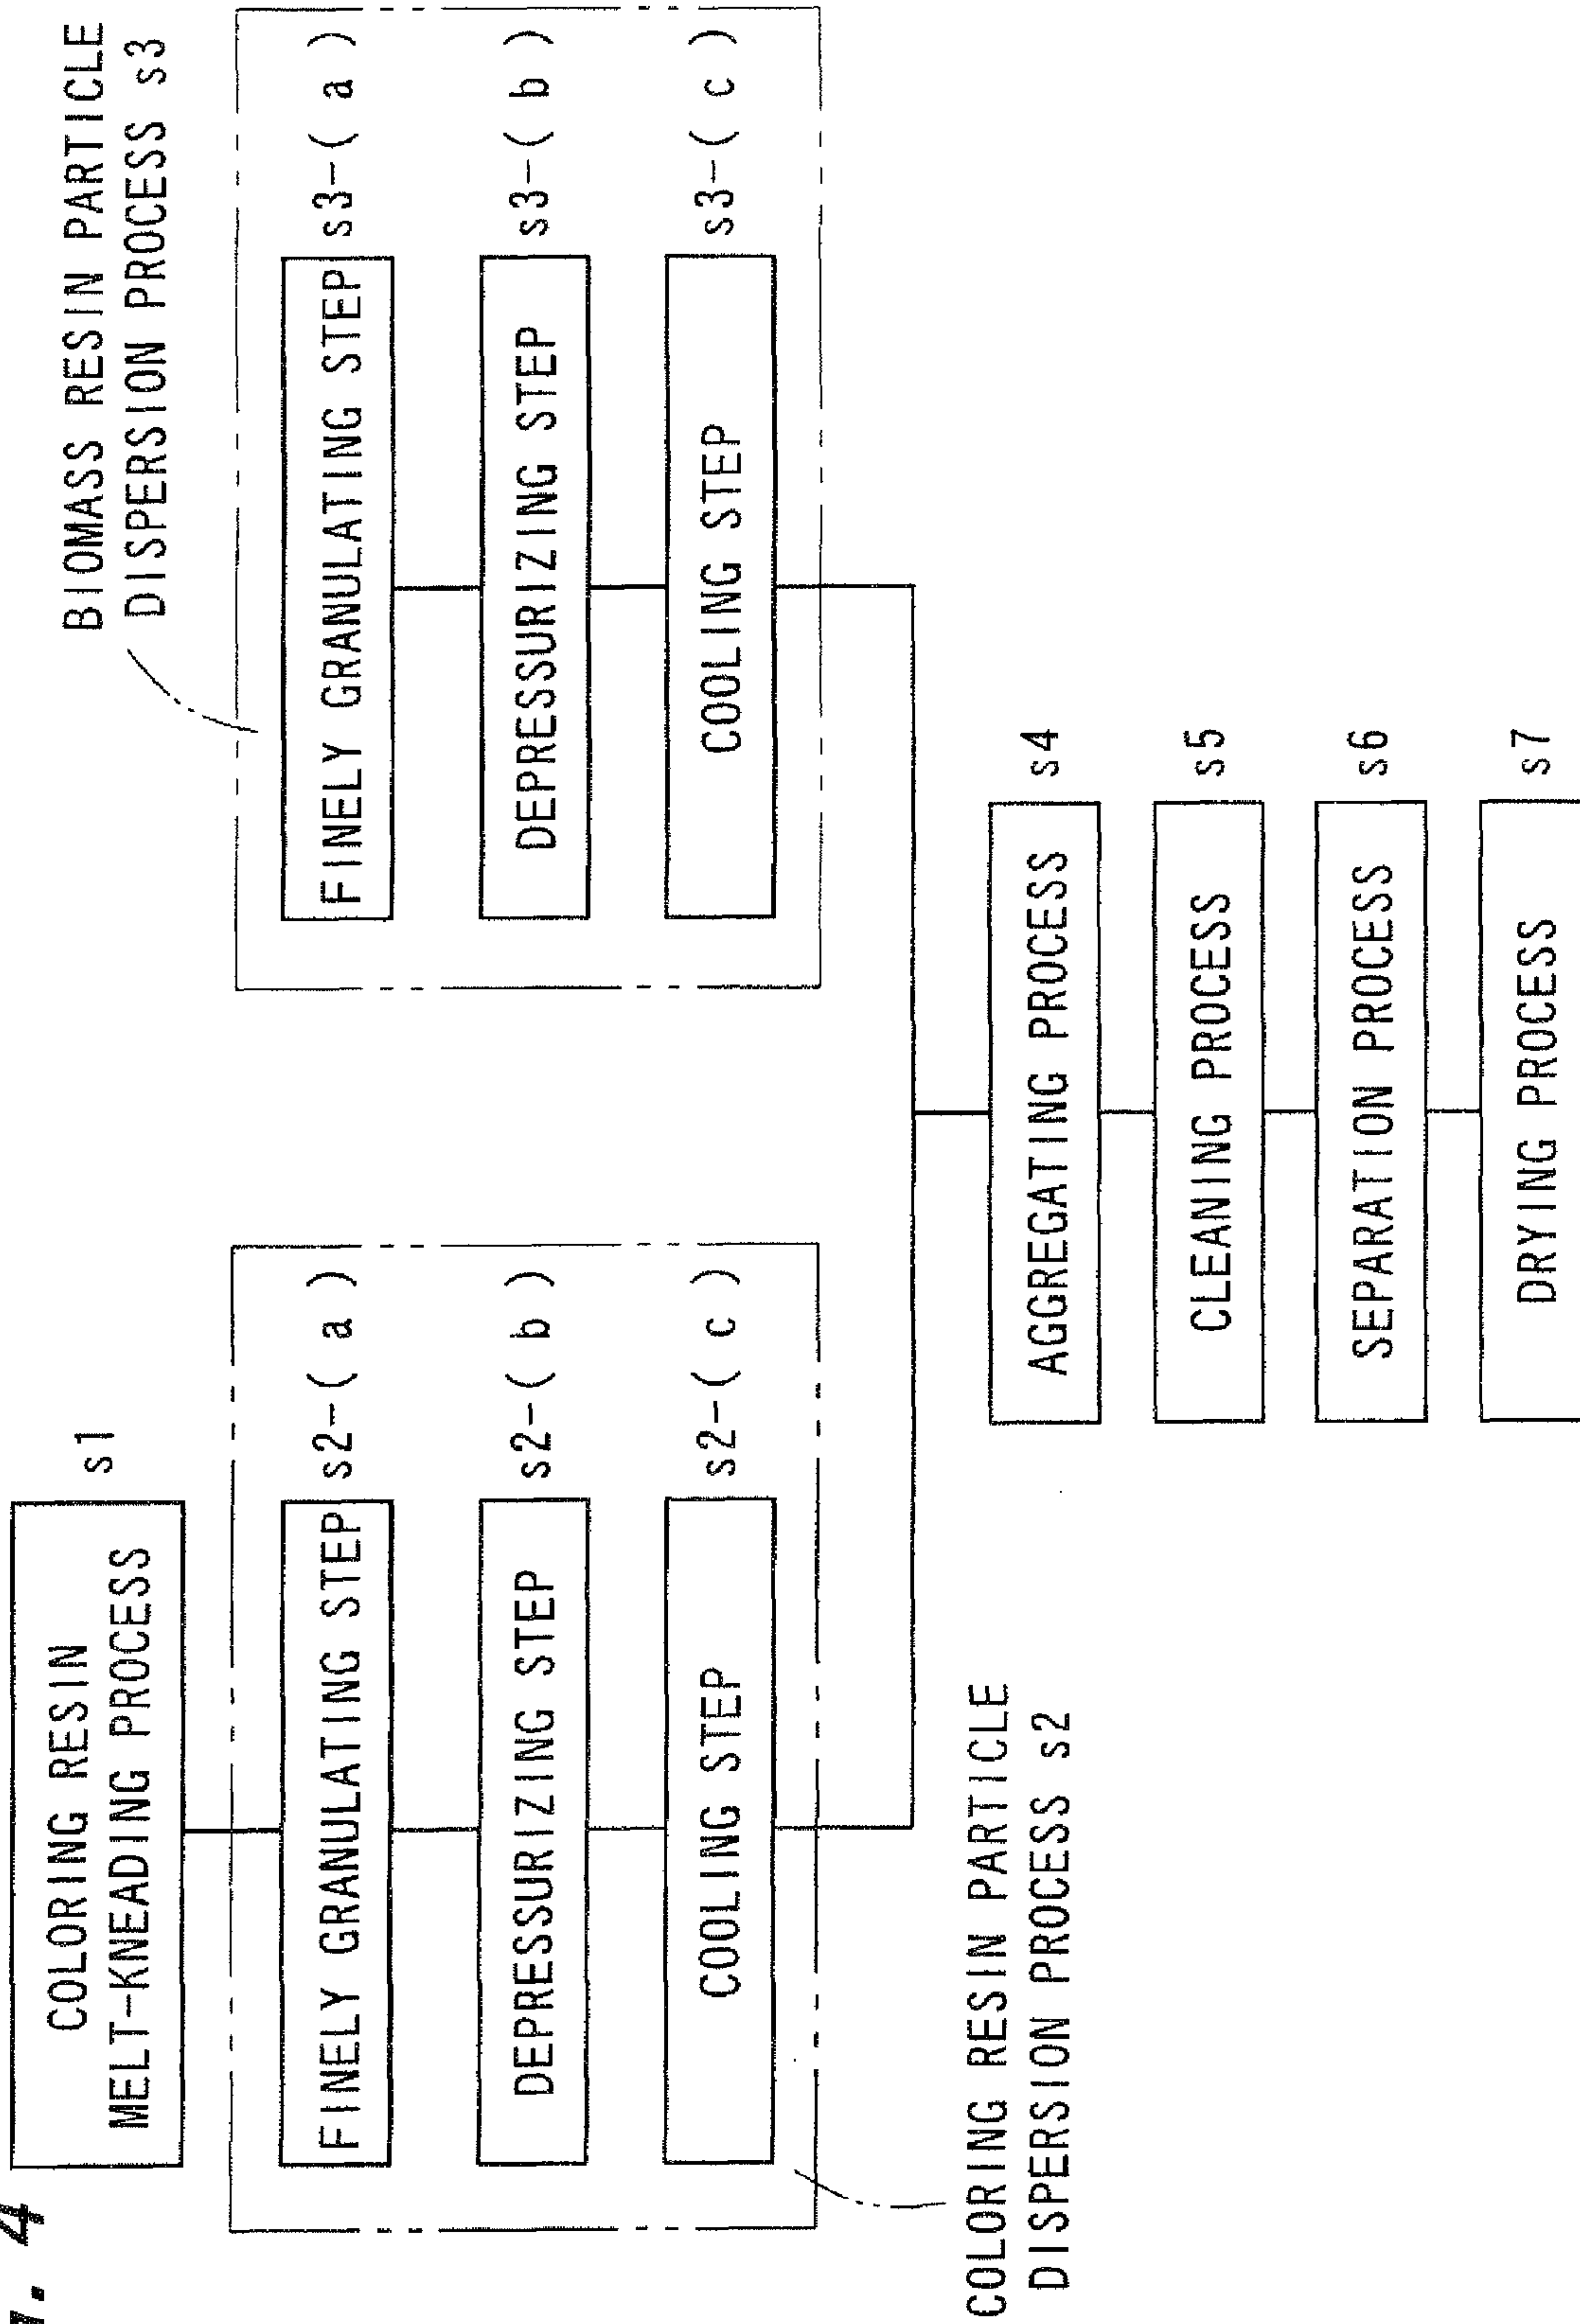 . 4
COLORING RESIN
MELT-KNEADING PROCESS
s1
FINELY GRANULATING STEP
s2-(a)
DEPRESSURIZING STEP
s2-(b)
COOLING STEP
s2-(c)
COLORING RESIN PARTICLE
DISPERSION PROCESS s2
BIOMASS RESIN PARTICLE
DISPERSION PROCESS s3
FINELY GRANULATING STEP
s3-(a)
DEPRESSURIZING STEP
s3-(b)
COOLING STEP
s3-(c)
AGGREGATING PROCESS
s4
CLEANING PROCESS
s5
SEPARATION PROCESS
s6
DRYING PROCESS
s7